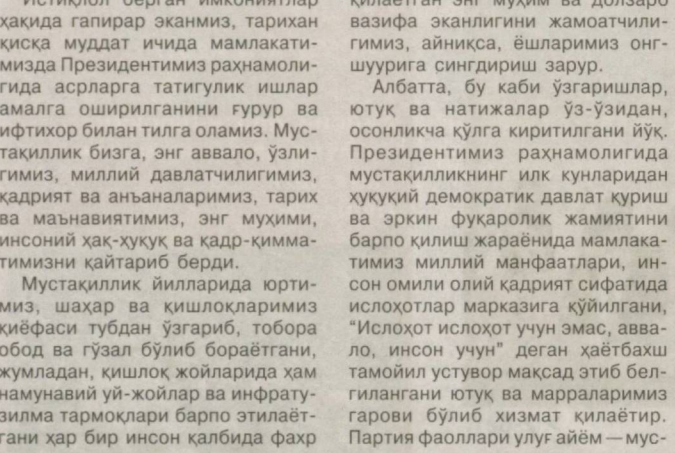 Истиқлол берган имкониятлар
ҳақида гапирар эканмиз, тарихан
қисқа муддат ичида мамлакати-
мизда Президентимиз раҳнамоли-
гида асрларга татигулик ишлар
амалга оширилганини ғурур ва
ифтихор билан тилга оламиз. Мус-
тақиллик бизга, энг аввало, ўзли-
гимиз, миллий давлатчилигимиз,
қадрият ва анъаналаримиз, тарих
ва маънавиятимиз, энг муҳими,
инсоний ҳақ-ҳуқуқ ва қадр-қимма-
тимизни қайтариб берди.
Мустақиллик йилларида юрти-
миз, шаҳар ва қишлоқларимиз
қиёфаси тубдан ўзгариб, тобора
обод ва гўзал бўлиб бораётгани,
жумладан, қишлоқ жойларида ҳам
намунавий уй-жойлар ва инфрату-
зилма тармоқлари барпо этилаёт-
гани ҳар бир инсон қалбида фахр
қилаётган энг муҳим ва долзарб
вазифа эканлигини жамоатчили-
гимиз, айниқса, ёшларимиз онг-
шуурига сингдириш зарур.
Албатта, бу каби ўзгаришлар,
ютуқ ва натижалар ўз-ўзидан,
осонликча қўлга киритилгани йўқ.
Президентимиз раҳнамолигида
мустақилликнинг илк кунларидан
ҳуқуқий демократик давлат қуриш
ва эркин фуқаролик жамиятини
барпо қилиш жараёнида мамлака-
тимиз миллий манфаатлари, ин-
сон омили олий қадрият сифатида
ислоҳотлар марказига қўйилгани,
“Ислоҳот ислоҳот учун эмас, авва-
ло, инсон учун” деган ҳаётбахш
тамойил устувор мақсад этиб бел-
гилангани ютуқ ва марраларимиз
гарови бўлиб хизмат қилаётир.
Партия фаоллари улуғ айём — мус-